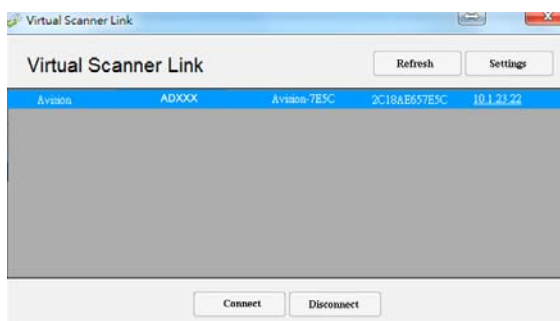 Virtual Scanner Link
Virtual Scanner Link Refresh Settings
Avision ADXXX Avision-7E5C 2C18AE657E5C 10.1.23.22
Connect Disconnect